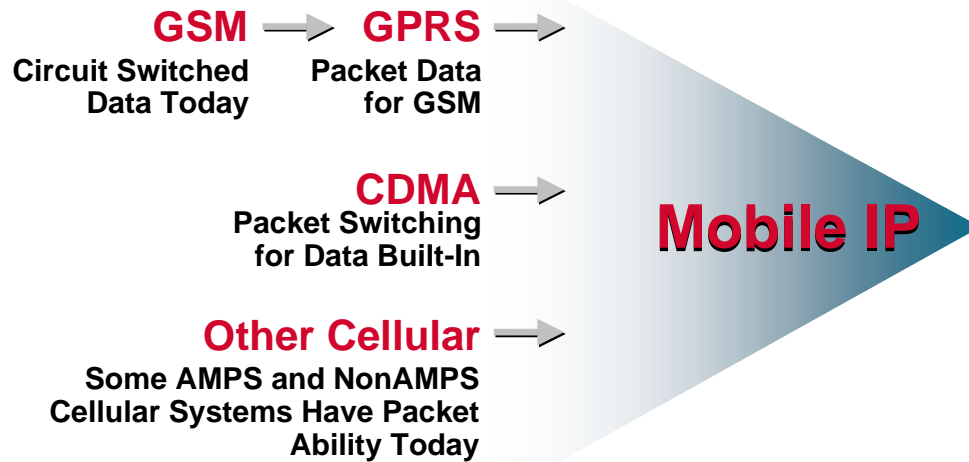 GSM
GPRS
Circuit Switched
Data Today
Packet Data
for GSM
CDMA
Packet Switching
for Data Built-In
Mobile IP
Other Cellular
Some AMPS and NonAMPS
Cellular Systems Have Packet
Ability Today